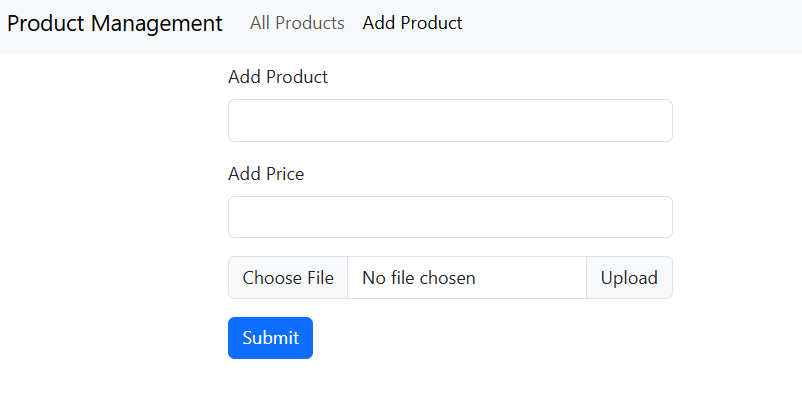 Product Management All Products Add Product
Add Product
Add Price
Choose File No file chosen Upload
Submit